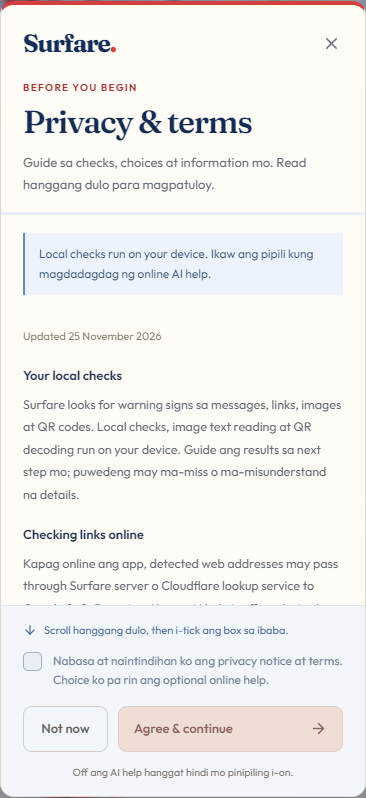 Surfare.
BEFORE YOU BEGIN
Privacy & terms
Guide sa checks, choices at information mo. Read
hanggang dulo para magpatuloy.
Local checks run on your device. Ikaw ang pipili kung
magdadagdag ng online AI help.
Updated 25 November 2026
Your local checks
Surfare looks for warning signs sa messages, links, images
at QR codes. Local checks, image text reading at QR
decoding run on your device. Guide ang results sa next
step mo; puwedeng may ma-miss o ma-misunderstand
na details.
Checking links online
Kapag online ang app, detected web addresses may pass
through Surfare server o Cloudflare lookup service to
Scroll hanggang dulo, then i-tick ang box sa ibaba.
Nabasa at naintindihan ko ang privacy notice at terms.
Choice ko pa rin ang optional online help.
Not now
Agree & continue
Off ang AI help hanggat hindi mo pinipiling i-on.